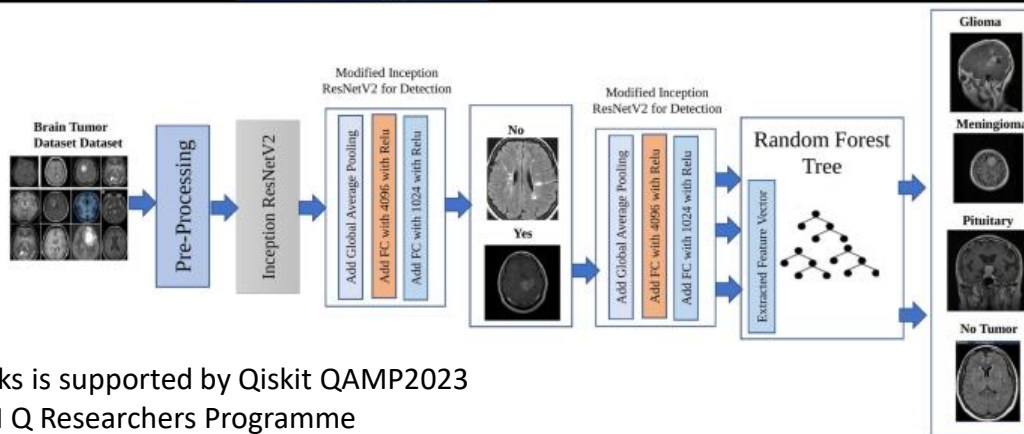 Brain Tumor
Dataset Dataset
Pre-Processing
Inception ResNetV2
Modified Inception
ResNetV2 for Detection
Add Global Average Pooling
Add FC with 4096 with Relu
Add FC with 1024 with Relu
No
Yes
Modified Inception
ResNetV2 for Detection
Add Global Average Pooling
Add FC with 4096 with Relu
Add FC with 1024 with Relu
Random Forest
Tree
Extracted Feature Vector
Glioma
Meningioma
Pituitary
No Tumor
is supported by Qiskit QAMP2023
Q Researchers Programme